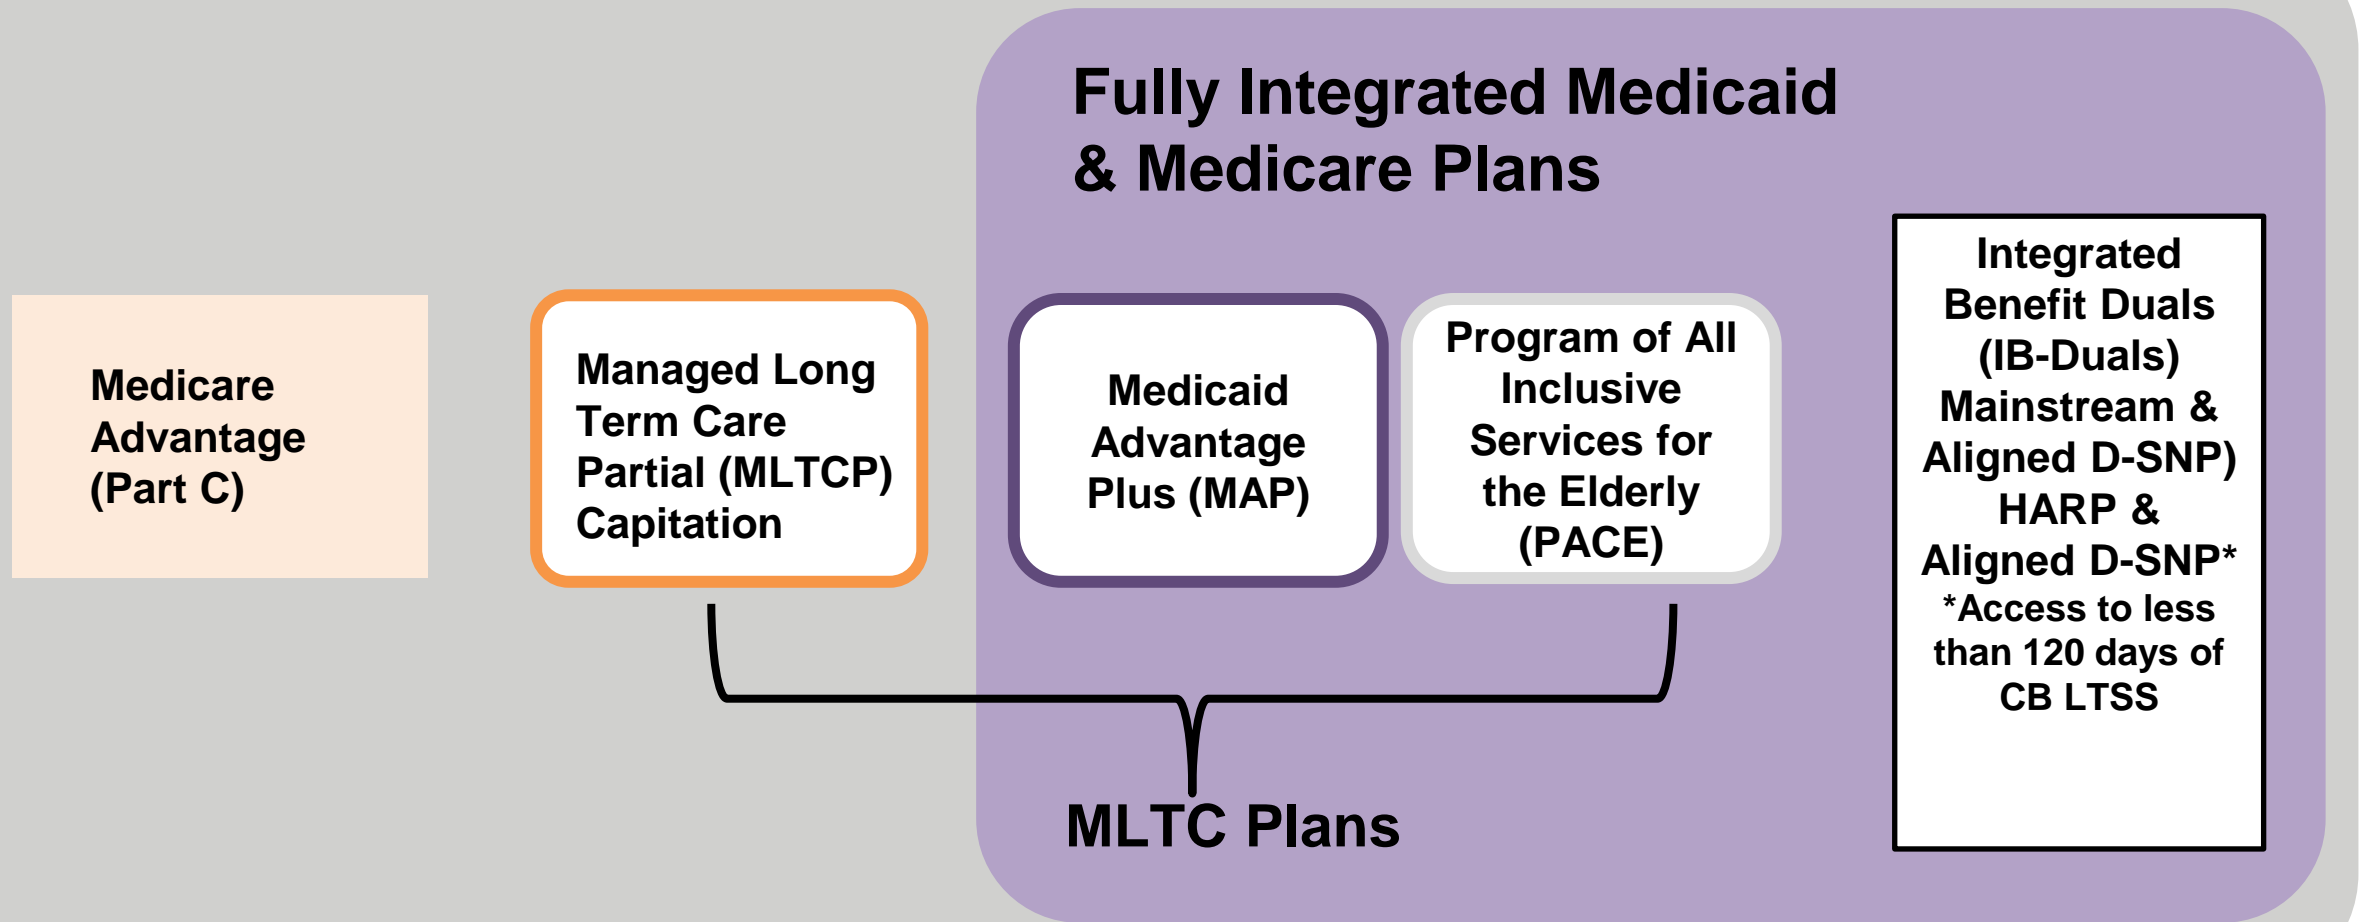 Fully Integrated Medicaid
& Medicare Plans
Medicare
Advantage
(Part C)
Managed Long
Term Care
Partial (MLTCP)
Capitation
Medicaid
Advantage
Plus (MAP)
Program of All
Inclusive
Services for
the Elderly
(PACE)
Integrated
Benefit Duals
(IB-Duals)
Mainstream &
Aligned D-SNP)
HARP &
Aligned D-SNP*
*Access to less
than 120 days of
CB LTSS
MLTC Plans